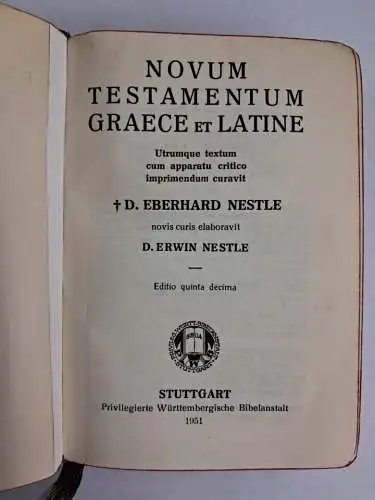 NOVUM
TESTAMENTUM
GRAECE ET LATINE
Utrumque textum
cum apparatu critico
imprimendum curavit
† D. EBERHARD NESTLE
novis curis elaboravit
D. ERWIN NESTLE
—
Editio quinta decima
BIBLIA
STUTTGART
Privilegierte Württembergische Bibelanstalt
1951